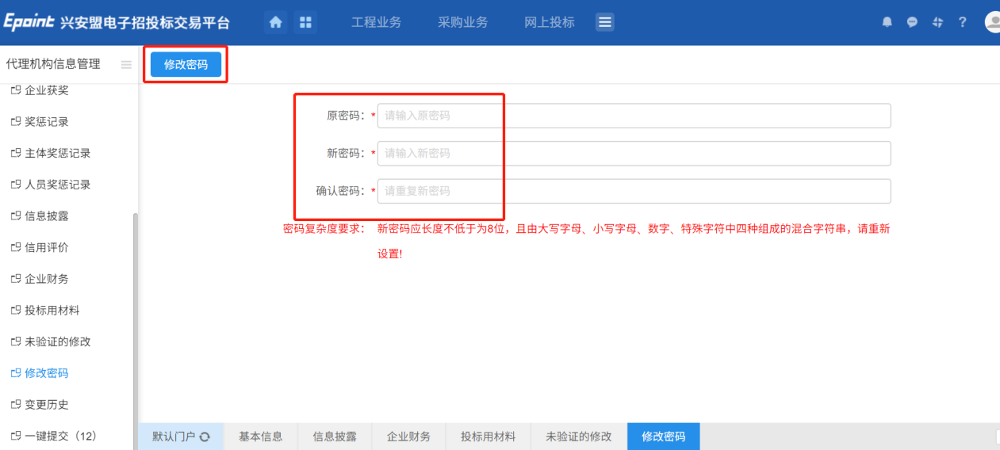 Epoint 兴安盟电子招投标交易平台
工程业务
采购业务
网上投标
?
代理机构信息管理
修改密码
企业获奖
奖惩记录
主体奖惩记录
人员奖惩记录
信息披露
信用评价
企业财务
投标用材料
未验证的修改
修改密码
变更历史
一键提交（12）
原密码：* 请输入原密码
新密码：* 请输入新密码
确认密码：* 请重复新密码
密码复杂度要求： 新密码应长度不低于为8位，且由大写字母、小写字母、数字、特殊字符中四种组成的混合字符串，请重新
设置!
默认门户
基本信息
信息披露
企业财务
投标用材料
未验证的修改
修改密码